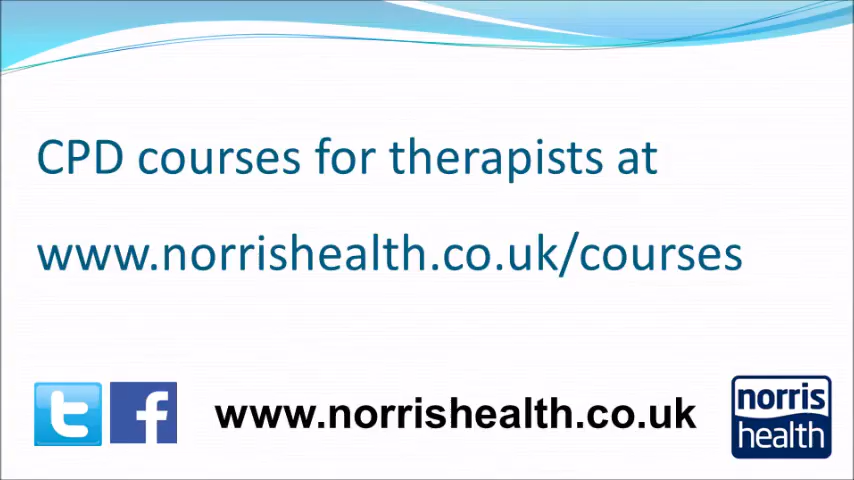 CPD courses for therapists at
www.norrishealth.co.uk/courses
www.norrishealth.co.uk
norris
health